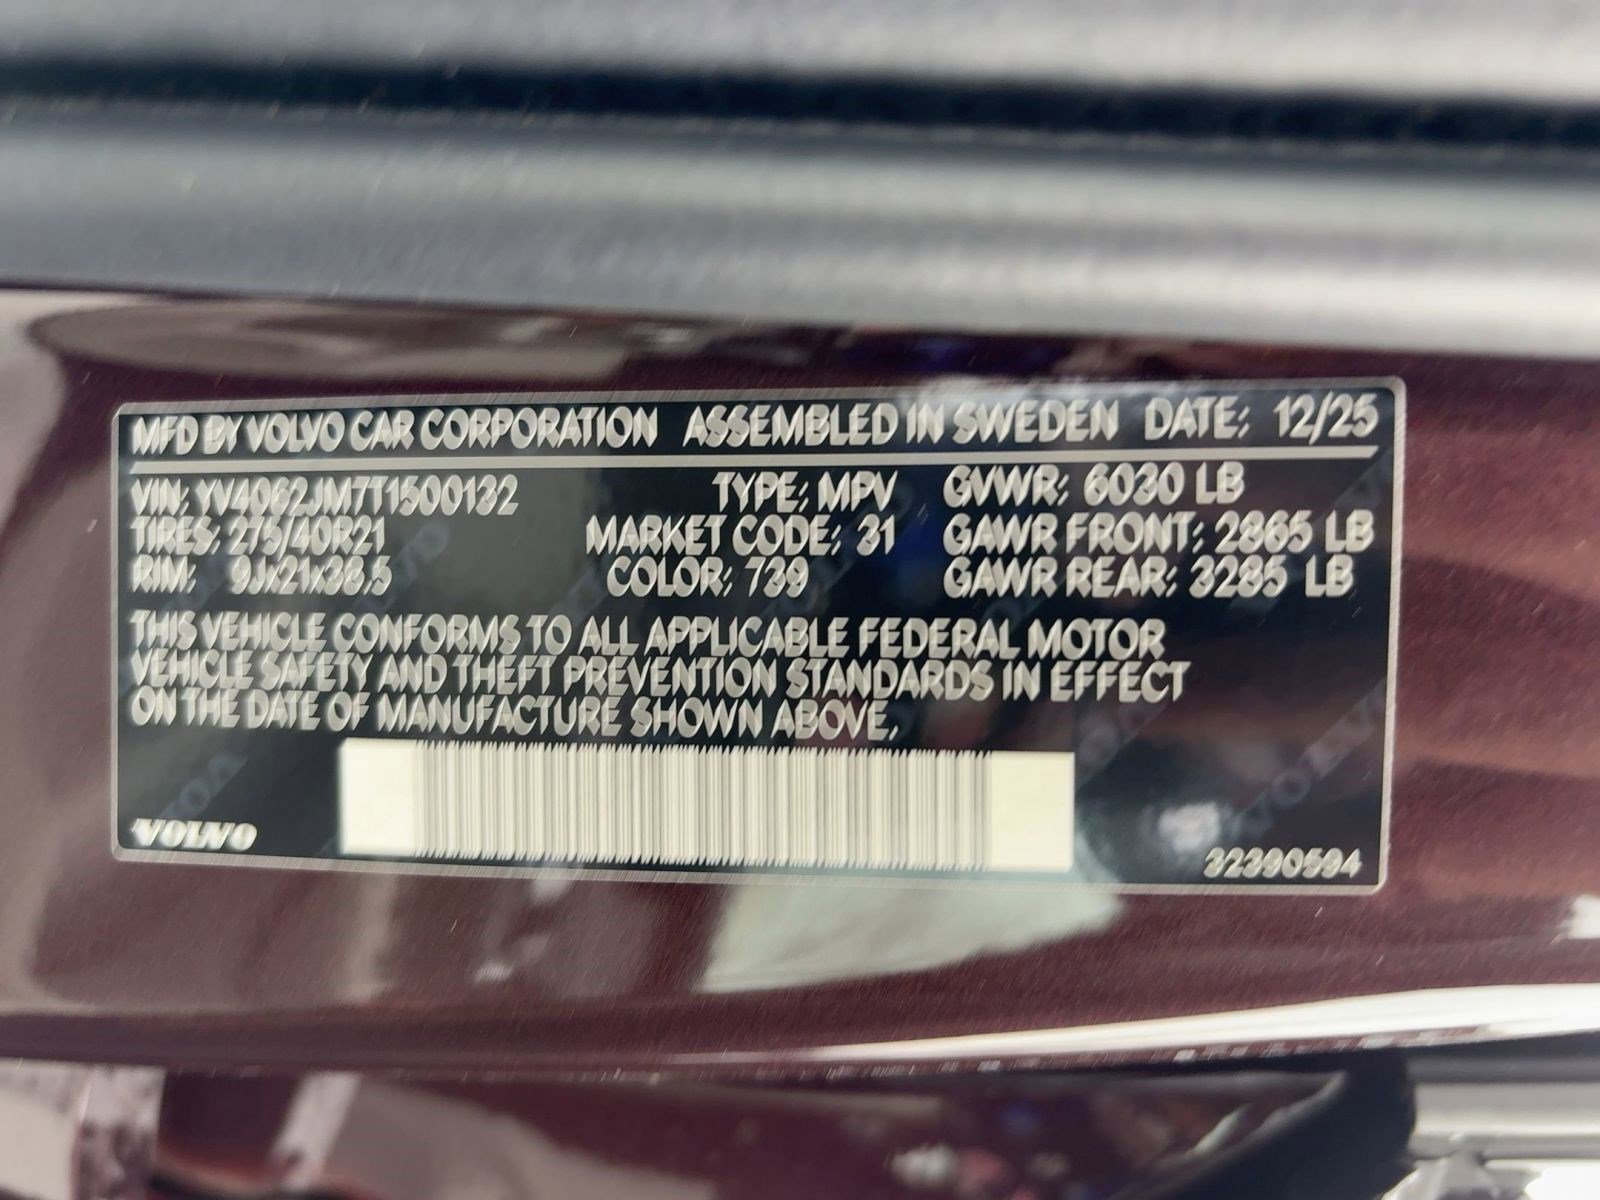 MFD BY VOLVO CAR CORPORATION ASSEMBLED IN SWEDEN DATE: 12/25
VIN: YV4062JM7T1500132 TYPE: MPV GVWR: 6030 LB
TIRES: 275/40R21 MARKET CODE: 31 GAWR FRONT: 2865 LB
RIM: 9Jx21x38.5 COLOR: 739 GAWR REAR: 3285 LB
THIS VEHICLE CONFORMS TO ALL APPLICABLE FEDERAL MOTOR
VEHICLE SAFETY AND THEFT PREVENTION STANDARDS IN EFFECT
ON THE DATE OF MANUFACTURE SHOWN ABOVE.
VOLVO
32390594